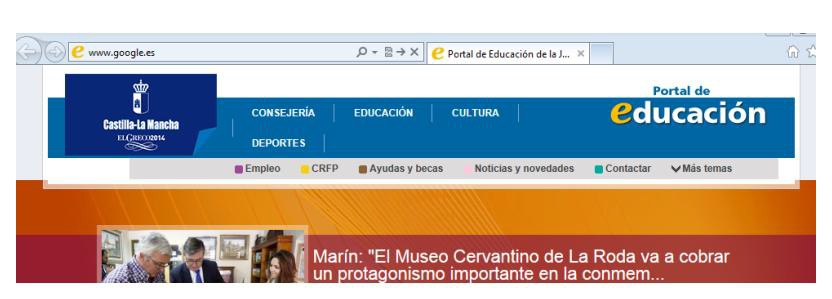 www.google.es
Portal de Educación de la J...
Castilla-La Mancha
EL GRECO2014
CONSEJERÍA
EDUCACIÓN
CULTURA
DEPORTES
Portal de
educación
Empleo
CRFP
Ayudas y becas
Noticias y novedades
Contactar
Más temas
Marín: "El Museo Cervantino de La Roda va a cobrar
un protagonismo importante en la conmem...